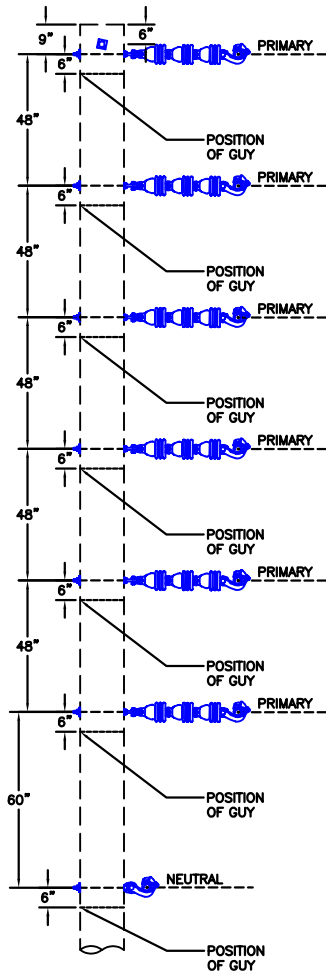 9" 6"
PRIMARY
6"
POSITION
OF GUY
48"
PRIMARY
6"
POSITION
OF GUY
48"
PRIMARY
6"
POSITION
OF GUY
48"
PRIMARY
6"
POSITION
OF GUY
48"
PRIMARY
6"
POSITION
OF GUY
48"
PRIMARY
6"
POSITION
OF GUY
60"
NEUTRAL
6"
POSITION
OF GUY